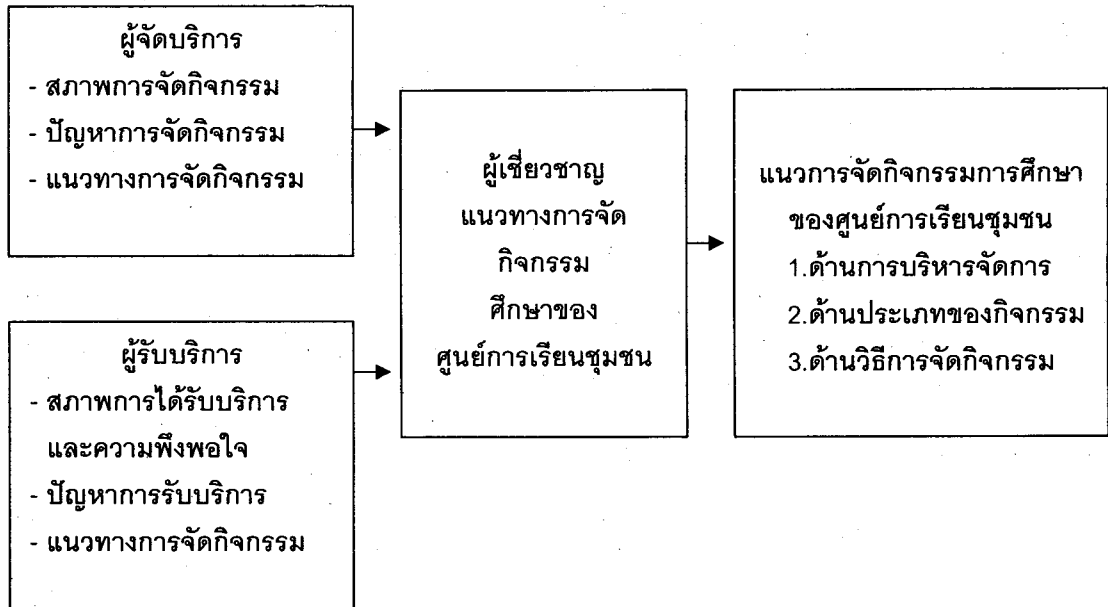 ผู้จัดบริการ
- สภาพการจัดกิจกรรม
- ปัญหาการจัดกิจกรรม
- แนวทางการจัดกิจกรรม
ผู้รับบริการ
- สภาพการได้รับบริการ
และความพึงพอใจ
- ปัญหาการรับบริการ
- แนวทางการจัดกิจกรรม
ผู้เชี่ยวชาญ
แนวทางการจัด
กิจกรรม
ศึกษาของ
ศูนย์การเรียนชุมชน
แนวการจัดกิจกรรมการศึกษา
ของศูนย์การเรียนชุมชน
1.ด้านการบริหารจัดการ
2.ด้านประเภทของกิจกรรม
3.ด้านวิธีการจัดกิจกรรม